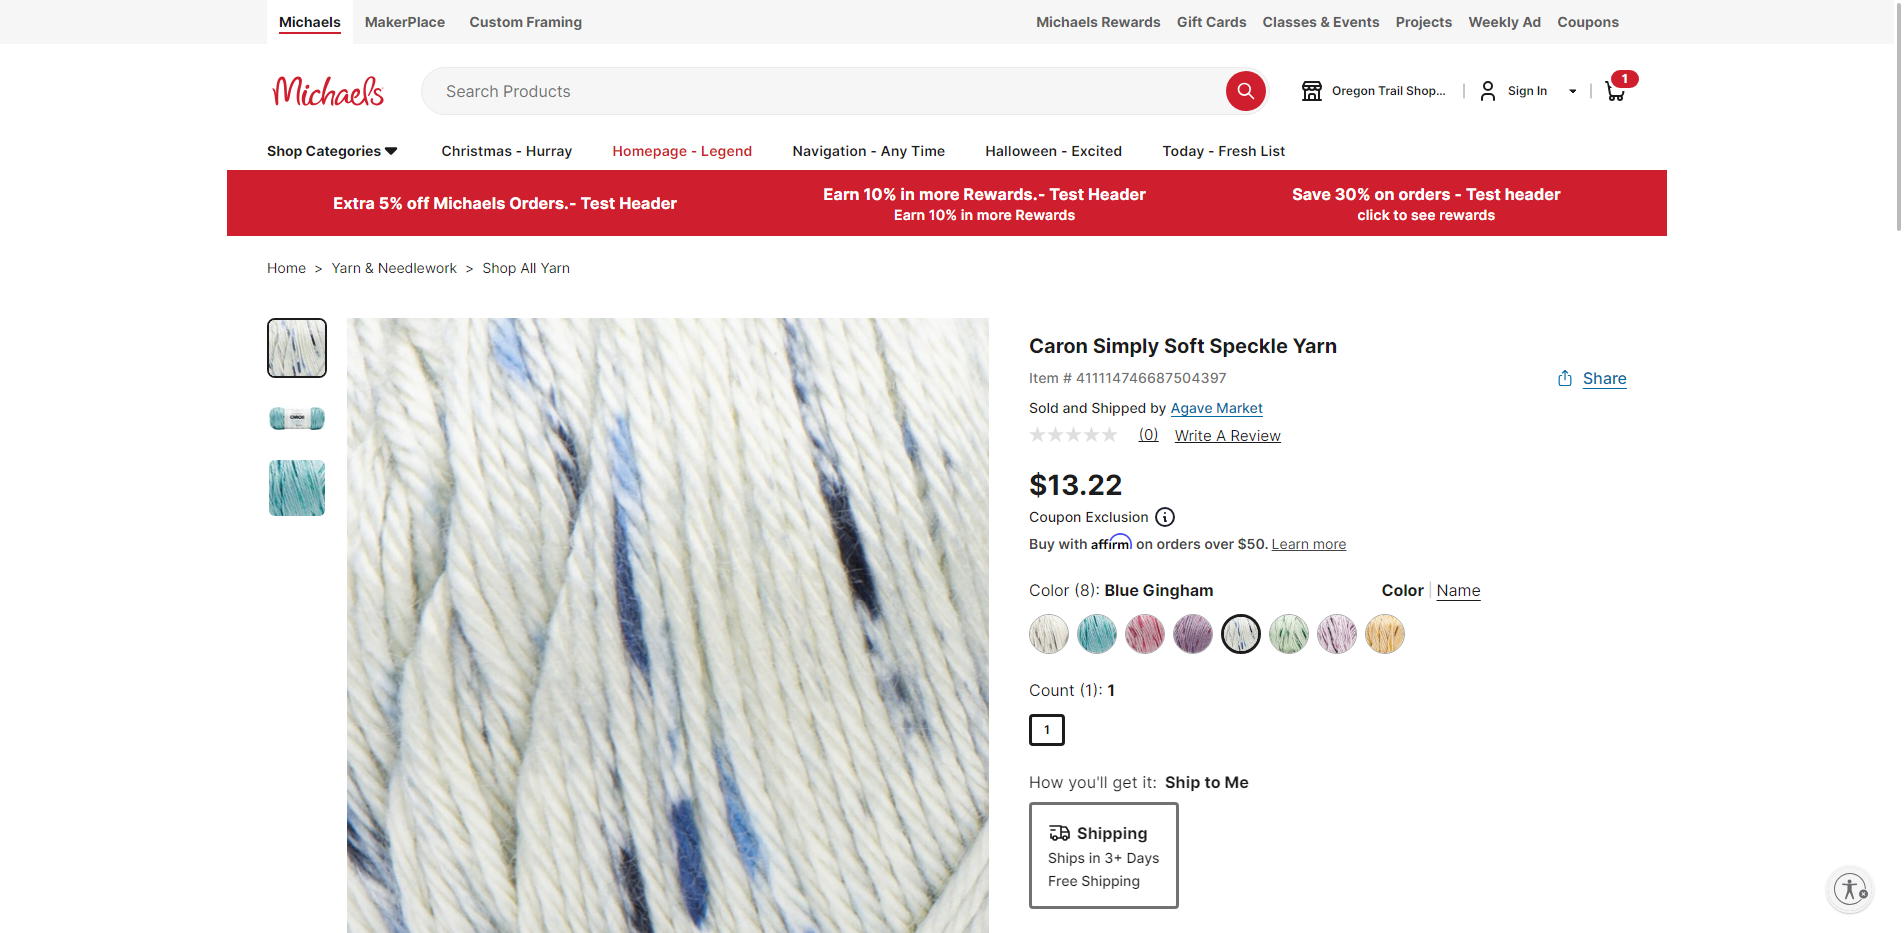 Michaels
MakerPlace
Custom Framing
Michaels Rewards
Gift Cards
Classes & Events
Projects
Weekly Ad
Coupons
Michaels
Search Products
Oregon Trail Shop...
Sign In
1
Shop Categories
Christmas - Hurray
Homepage - Legend
Navigation - Any Time
Halloween - Excited
Today - Fresh List
Extra 5% off Michaels Orders.- Test Header
Earn 10% in more Rewards.- Test Header
Earn 10% in more Rewards
Save 30% on orders - Test header
click to see rewards
Home > Yarn & Needlework > Shop All Yarn
CARON
Caron Simply Soft Speckle Yarn
Item # 411114746687504397
Share
Sold and Shipped by Agave Market
(0) Write A Review
$13.22
Coupon Exclusion
Buy with affirm on orders over $50. Learn more
Color (8): Blue Gingham
Color | Name
Count (1): 1
1
How you'll get it: Ship to Me
Shipping
Ships in 3+ Days
Free Shipping